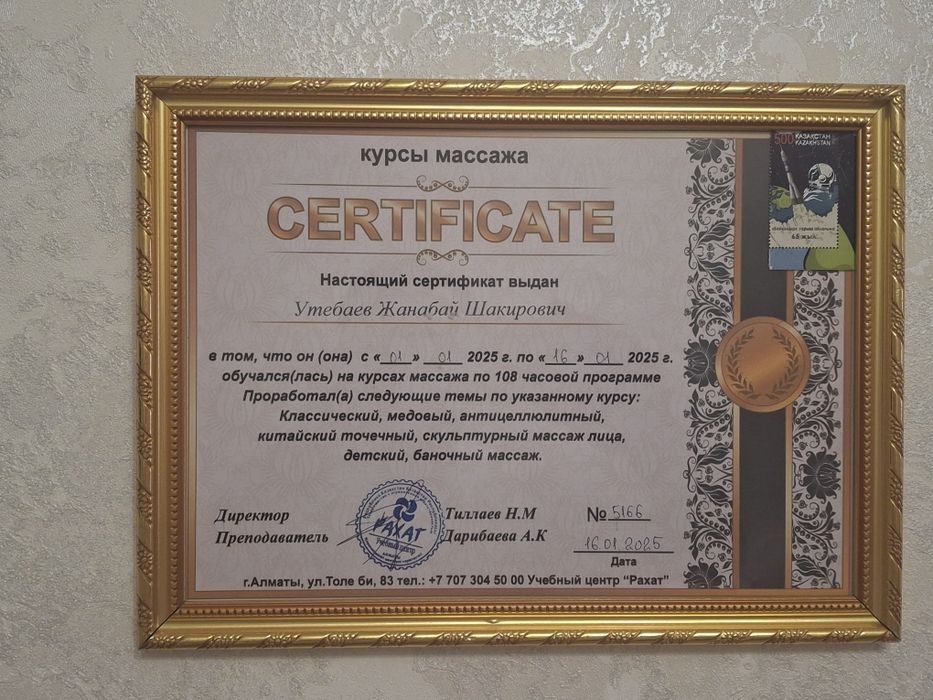 курсы массажа
CERTIFICATE
Настоящий сертификат выдан
Утебаев Жанабай Шакирович
в том, что он (она) с «01» 01 2025 г. по «16» 01 2025 г.
обучался(лась) на курсах массажа по 108 часовой программе
Проработал(а) следующие темы по указанному курсу:
Классический, медовый, антицеллюлитный,
китайский точечный, скульптурный массаж лица,
детский, баночный массаж.
Директор Тиллаев Н.М
Преподаватель Дарибаева А.К
РАХАТ
Учебный центр
№ 5166
16.01.2025
Дата
г.Алматы, ул.Толе би, 83 тел.: +7 707 304 50 00 Учебный центр “Рахат”
500 ҚАЗАҚСТАН
KAZAKHSTAN